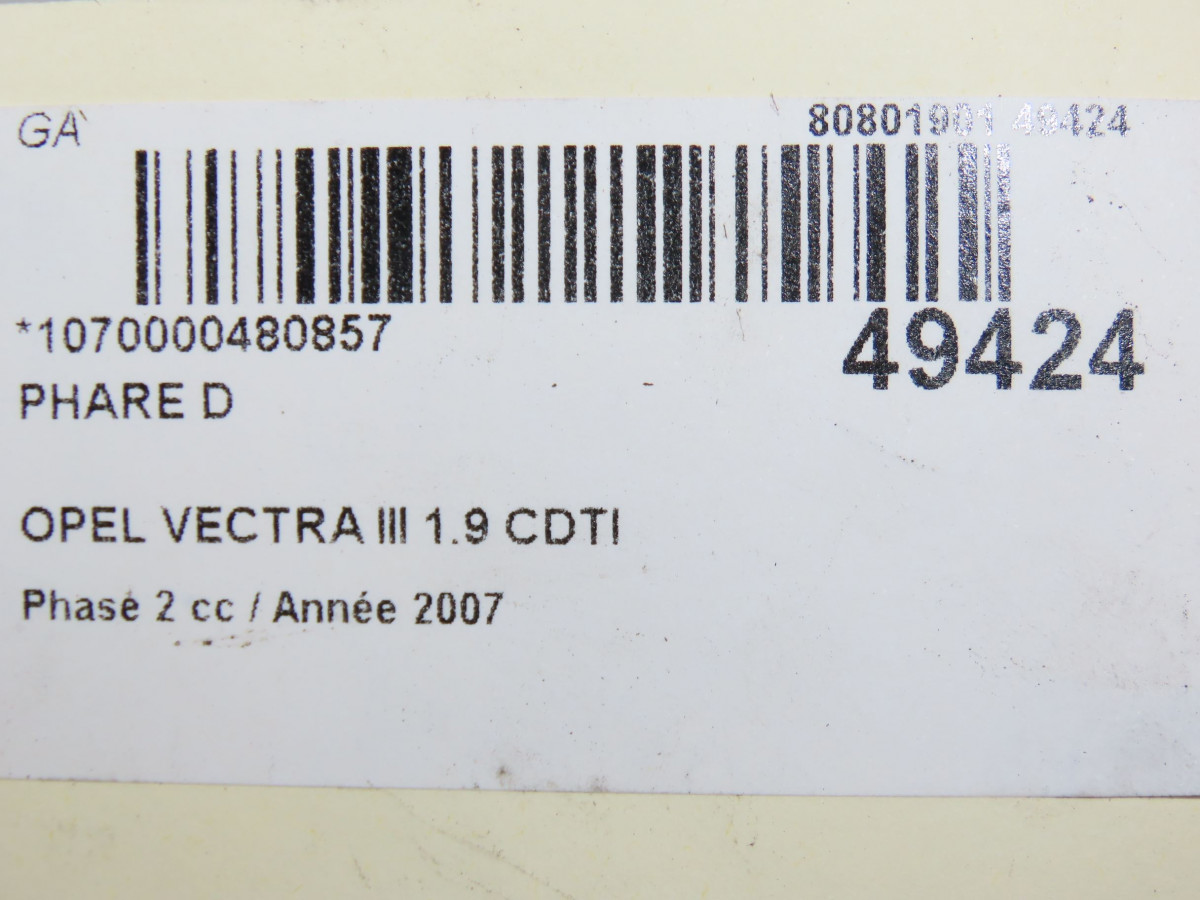 GA
80801901 49424
*1070000480857
49424
PHARE D
OPEL VECTRA III 1.9 CDTI
Phase 2 cc / Année 2007